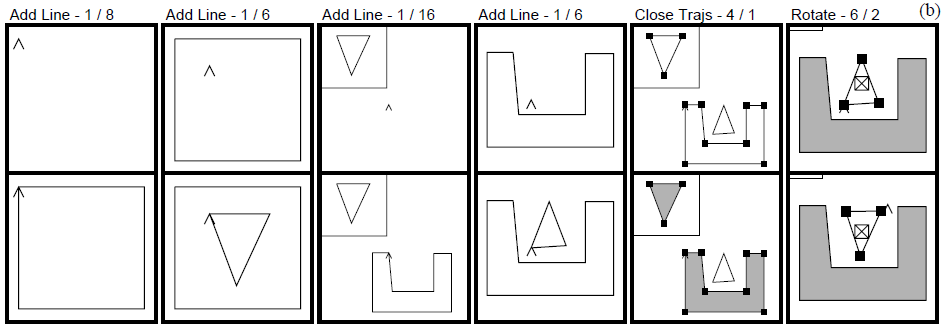 Add Line - 1 / 8
Add Line - 1 / 6
Add Line - 1 / 16
Add Line - 1 / 6
Close Trajs - 4 / 1
Rotate - 6 / 2
(b)